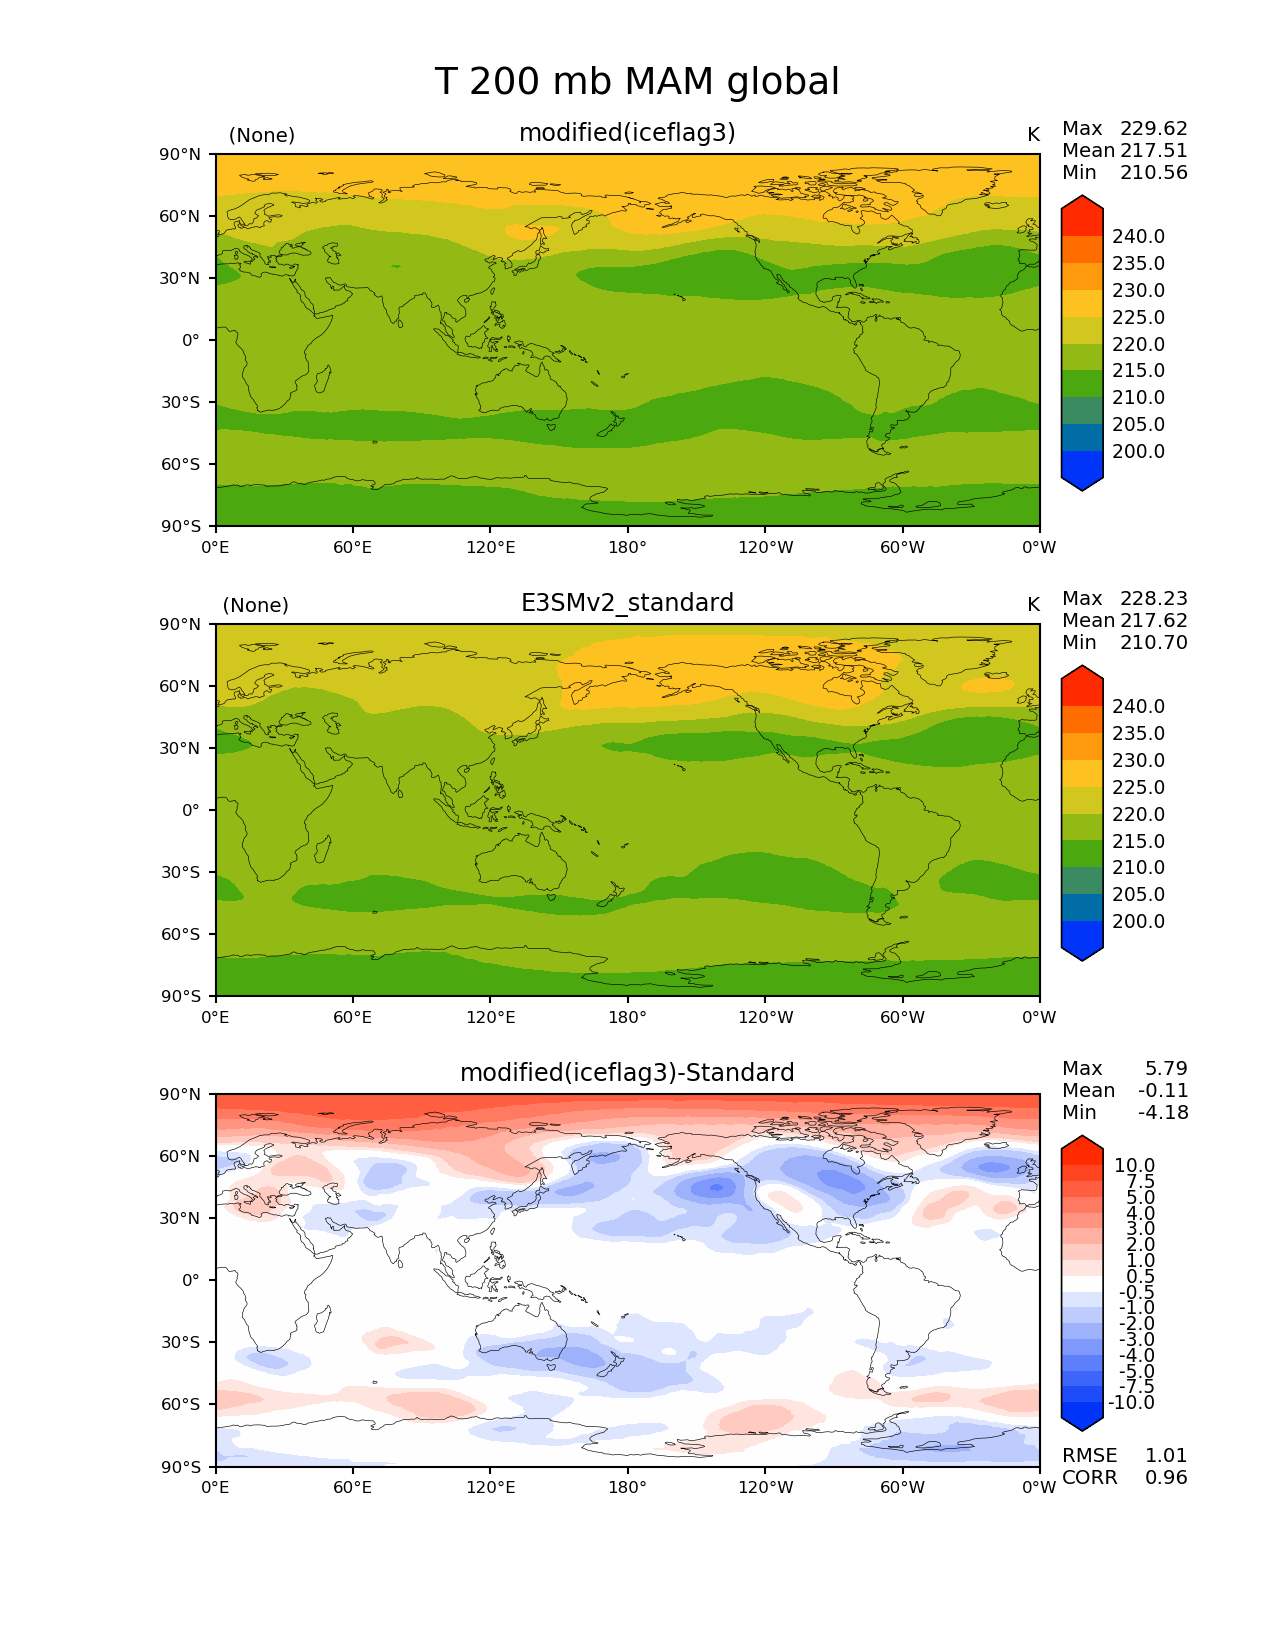 T 200 mb MAM global
(None) modified(iceflag3) K
Max 229.62
Mean 217.51
Min 210.56
90°N
60°N
30°N
0°
30°S
60°S
90°S
0°E 60°E 120°E 180° 120°W 60°W 0°W
240.0
235.0
230.0
225.0
220.0
215.0
210.0
205.0
200.0
(None) E3SMv2_standard K
Max 228.23
Mean 217.62
Min 210.70
90°N
60°N
30°N
0°
30°S
60°S
90°S
0°E 60°E 120°E 180° 120°W 60°W 0°W
240.0
235.0
230.0
225.0
220.0
215.0
210.0
205.0
200.0
modified(iceflag3)-Standard
Max 5.79
Mean -0.11
Min -4.18
90°N
60°N
30°N
0°
30°S
60°S
90°S
0°E 60°E 120°E 180° 120°W 60°W 0°W
10.0
7.5
5.0
4.0
3.0
2.0
1.0
0.5
-0.5
-1.0
-2.0
-3.0
-4.0
-5.0
-7.5
-10.0
RMSE 1.01
CORR 0.96